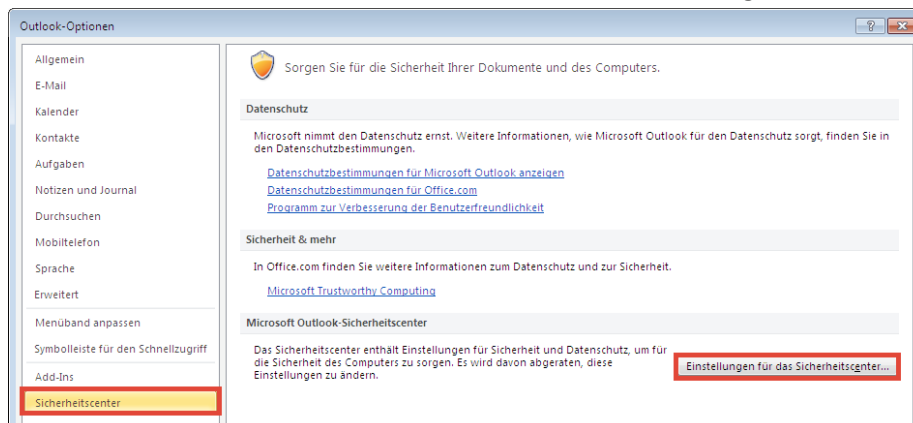 Outlook-Optionen
Allgemein
E-Mail
Kalender
Kontakte
Aufgaben
Notizen und Journal
Durchsuchen
Mobiltelefon
Sprache
Erweitert
Menüband anpassen
Symbolleiste für den Schnellzugriff
Add-Ins
Sicherheitscenter
Sorgen Sie für die Sicherheit Ihrer Dokumente und des Computers.
Datenschutz
Microsoft nimmt den Datenschutz ernst. Weitere Informationen, wie Microsoft Outlook für den Datenschutz sorgt, finden Sie in
den Datenschutzbestimmungen.
Datenschutzbestimmungen für Microsoft Outlook anzeigen
Datenschutzbestimmungen für Office.com
Programm zur Verbesserung der Benutzerfreundlichkeit
Sicherheit & mehr
In Office.com finden Sie weitere Informationen zum Datenschutz und zur Sicherheit.
Microsoft Trustworthy Computing
Microsoft Outlook-Sicherheitscenter
Das Sicherheitscenter enthält Einstellungen für Sicherheit und Datenschutz, um für
die Sicherheit des Computers zu sorgen. Es wird davon abgeraten, diese
Einstellungen zu ändern.
Einstellungen für das Sicherheitscenter...